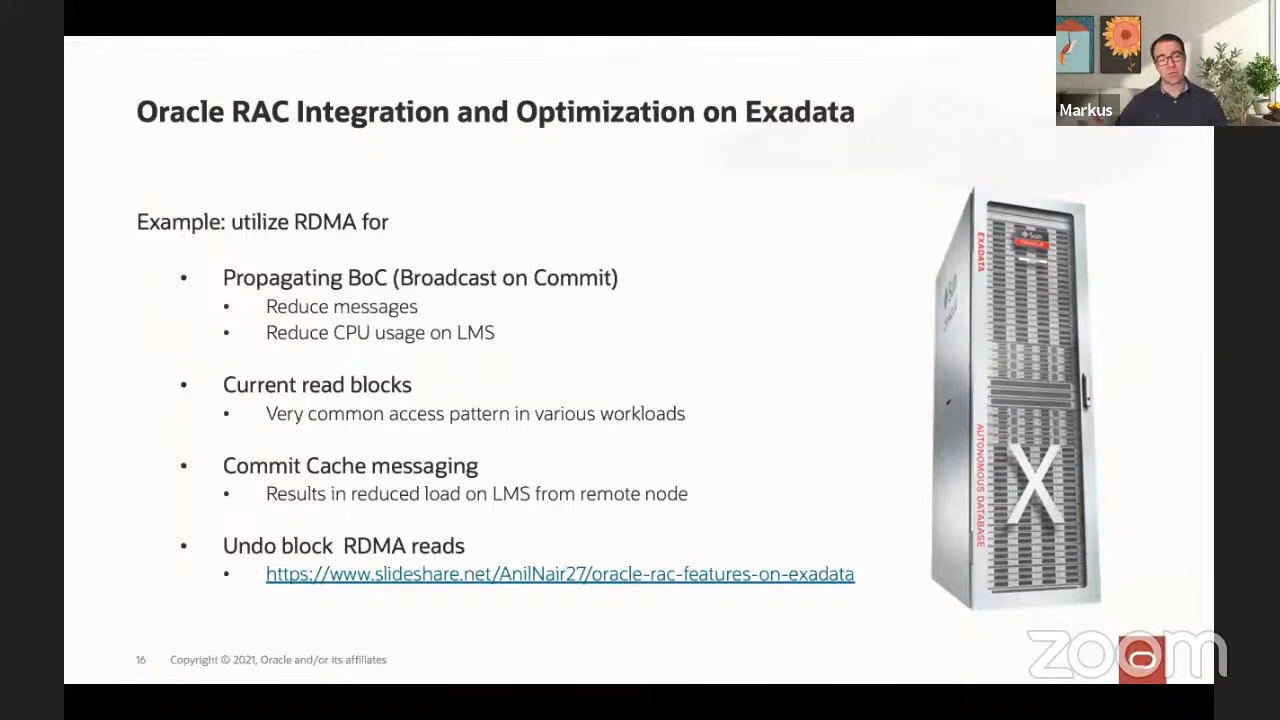 Oracle RAC Integration and Optimization on Exadata
Markus
Example: utilize RDMA for
• Propagating BoC (Broadcast on Commit)
• Reduce messages
• Reduce CPU usage on LMS
• Current read blocks
• Very common access pattern in various workloads
• Commit Cache messaging
• Results in reduced load on LMS from remote node
• Undo block RDMA reads
• https://www.slideshare.net/AnilNair27/oracle-rac-features-on-exadata
EXADATA
Sun
AUTONOMOUS DATABASE
X
16 Copyright © 2021, Oracle and/or its affiliates
zoom